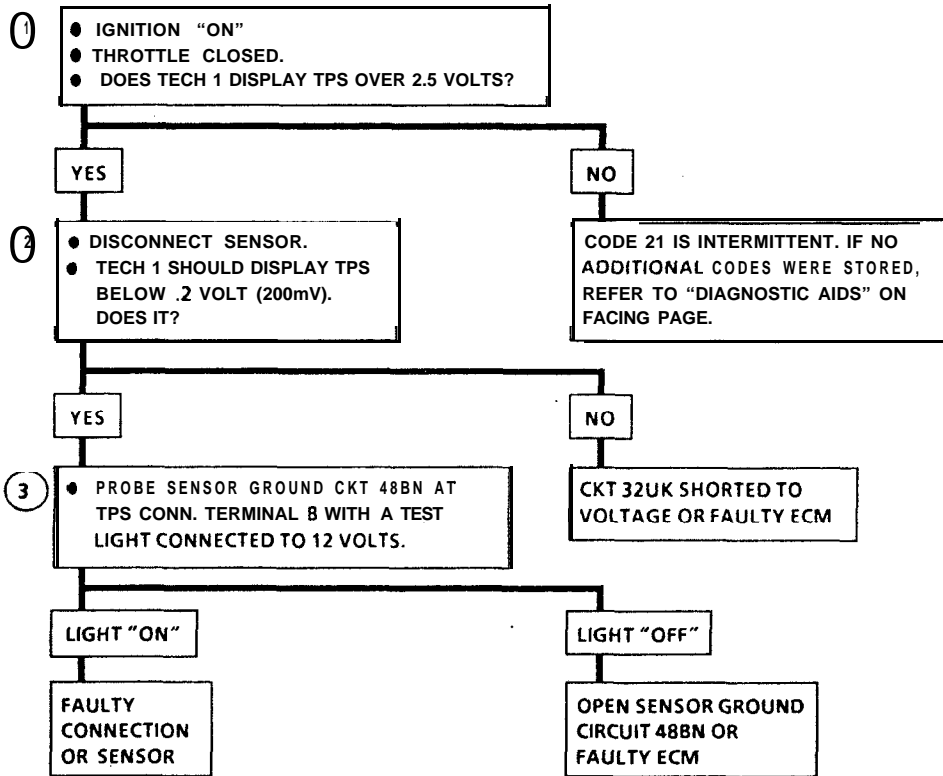 1
● IGNITION “ON”
● THROTTLE CLOSED.
● DOES TECH 1 DISPLAY TPS OVER 2.5 VOLTS?
YES
NO
2
● DISCONNECT SENSOR.
● TECH 1 SHOULD DISPLAY TPS
BELOW .2 VOLT (200mV).
DOES IT?
CODE 21 IS INTERMITTENT. IF NO
ADDITIONAL CODES WERE STORED,
REFER TO “DIAGNOSTIC AIDS” ON
FACING PAGE.
YES
NO
3
● PROBE SENSOR GROUND CKT 48BN AT
TPS CONN. TERMINAL B WITH A TEST
LIGHT CONNECTED TO 12 VOLTS.
CKT 32UK SHORTED TO
VOLTAGE OR FAULTY ECM
LIGHT "ON"
LIGHT "OFF"
FAULTY
CONNECTION
OR SENSOR
OPEN SENSOR GROUND
CIRCUIT 48BN OR
FAULTY ECM